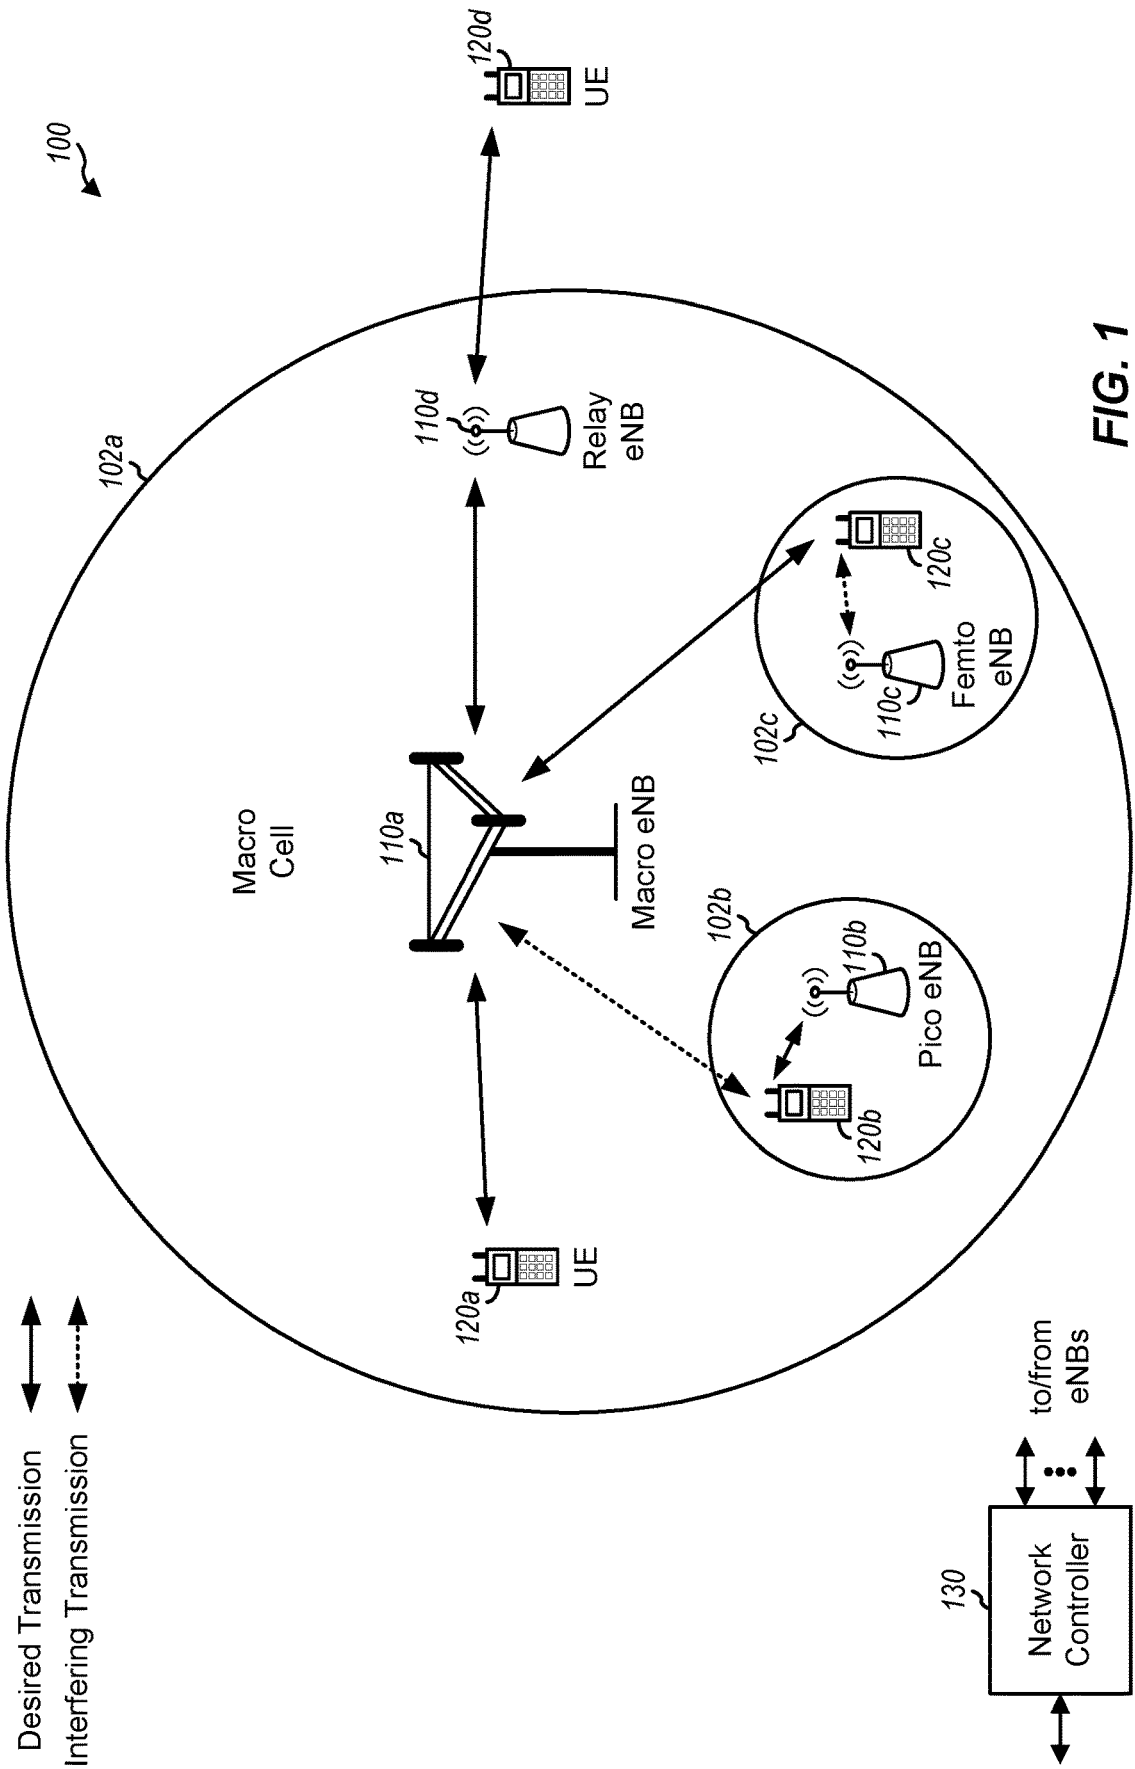 Desired Transmission
Interfering Transmission
100
102a
Macro
Cell
110a
Macro eNB
120a
UE
110d
Relay
eNB
120d
UE
102b
110b
Pico eNB
120b
102c
110c
Femto
eNB
120c
130
Network
Controller
to/from
eNBs
FIG. 1